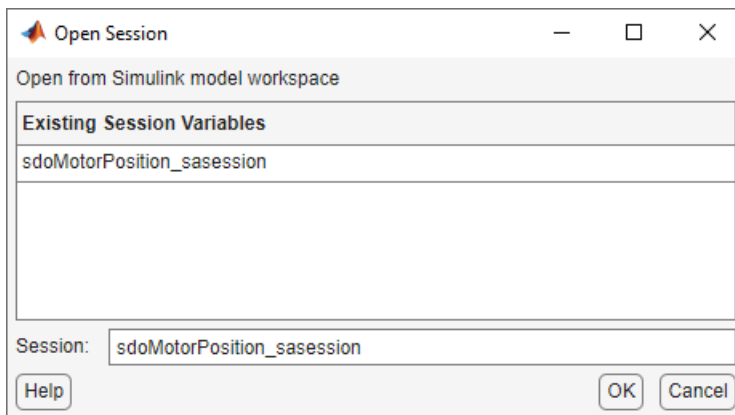 Open Session
Open from Simulink model workspace
Existing Session Variables
sdoMotorPosition_sasession
Session: sdoMotorPosition_sasession
Help OK Cancel